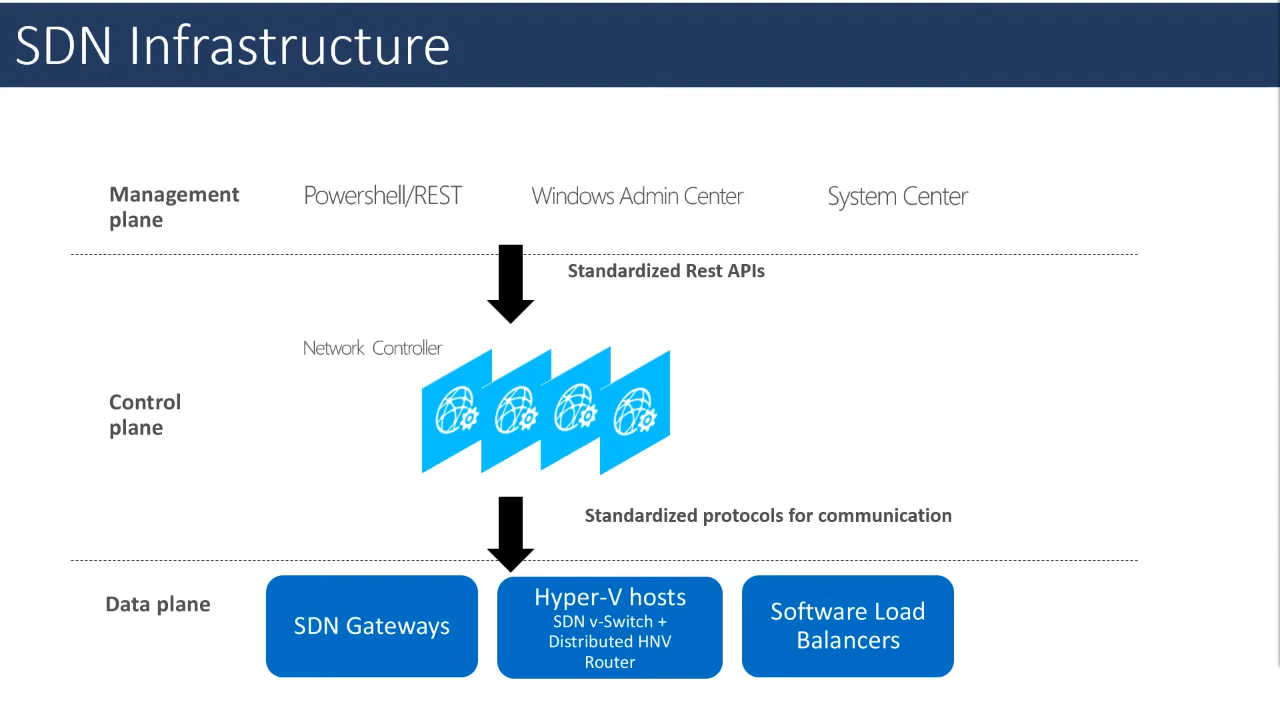 SDN Infrastructure
Management
plane
Powershell/REST
Windows Admin Center
System Center
Standardized Rest APIs
Network Controller
Control
plane
Standardized protocols for communication
Data plane
SDN Gateways
Hyper-V hosts
SDN v-Switch +
Distributed HNV
Router
Software Load
Balancers